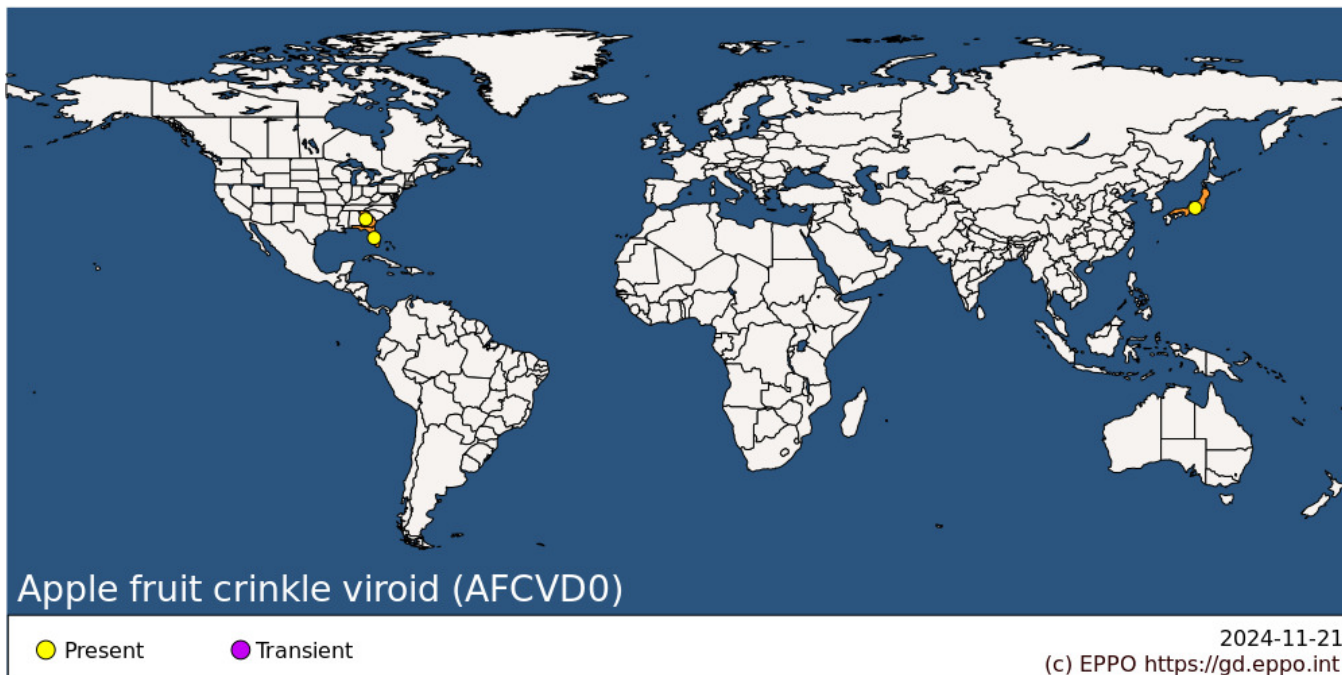 Apple fruit crinkle viroid (AFCVD0)
Present
Transient
2024-11-21
(c) EPPO https://gd.eppo.int